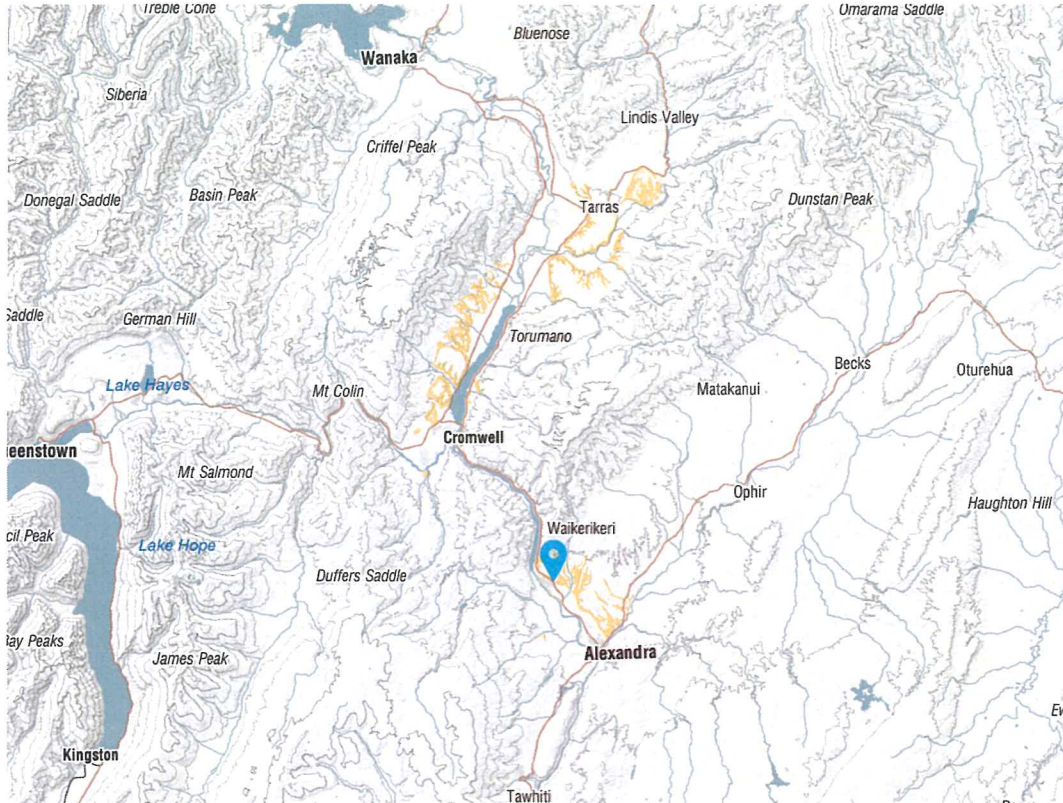 Treble Cone
Omarama Saddle
Bluenose
Wanaka
Siberia
Lindis Valley
Criffel Peak
Donegal Saddle
Basin Peak
Tarras
Dunstan Peak
Saddle
German Hill
Torumano
Becks
Oturehua
Lake Hayes
Mt Colin
Matakanui
Cromwell
eenstown
Mt Salmond
Ophir
Haughton Hill
cil Peak
Waikerikeri
Lake Hope
Duffers Saddle
Bay Peaks
Alexandra
James Peak
Ev
Kingston
Tawhiti